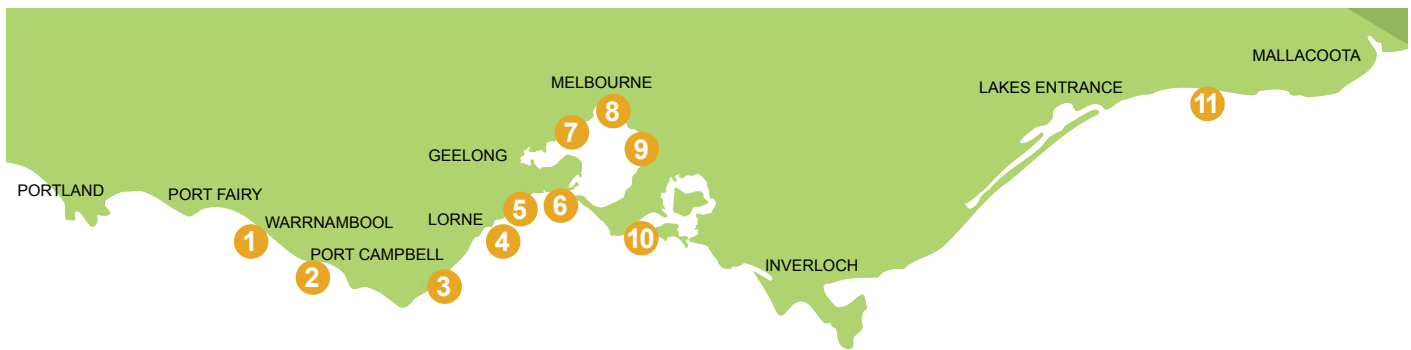 MALLACOOTA
MELBOURNE
LAKES ENTRANCE
8
11
7
9
GEELONG
PORTLAND
PORT FAIRY
5
6
LORNE
WARRNAMBOOL
1
4
10
PORT CAMPBELL
INVERLOCH
2
3